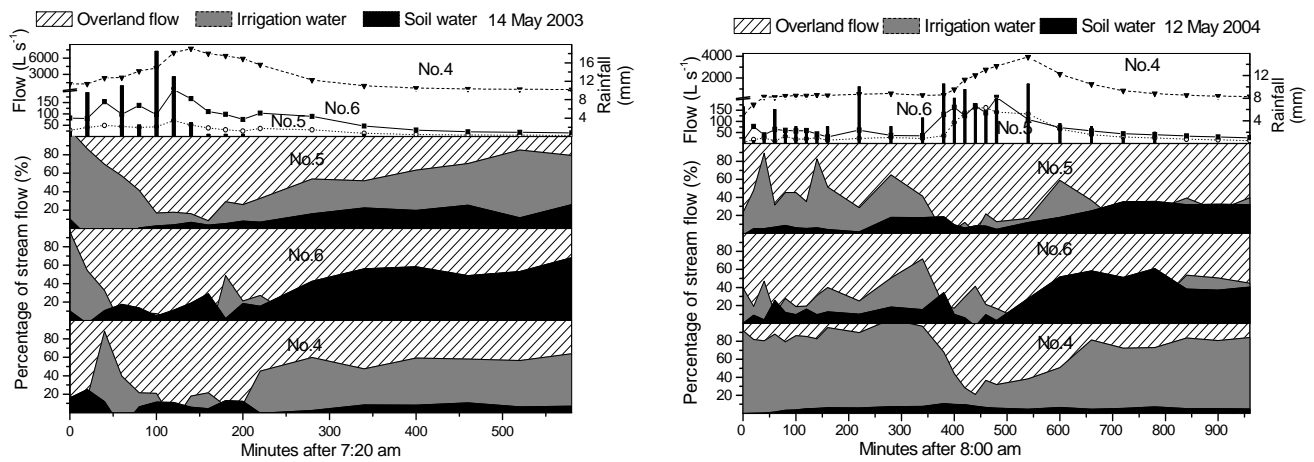 Overland flow Irrigation water Soil water 14 May 2003
Flow (L s-1)
6000
3000
150
100
50
No.4
No.6
No.5
16
12
8
4
Rainfall (mm)
Percentage of stream flow (%)
80
60
40
20
No.5
80
60
40
20
No.6
80
60
40
20
No.4
0 100 200 300 400 500
Minutes after 7:20 am
Overland flow Irrigation water Soil water 12 May 2004
Flow (L s-1)
4000
2000
150
100
50
No.4
No.6
No.5
12
8
4
Rainfall (mm)
Percentage of stream flow (%)
80
60
40
20
No.5
80
60
40
20
No.6
80
60
40
20
No.4
0 100 200 300 400 500 600 700 800 900
Minutes after 8:00 am